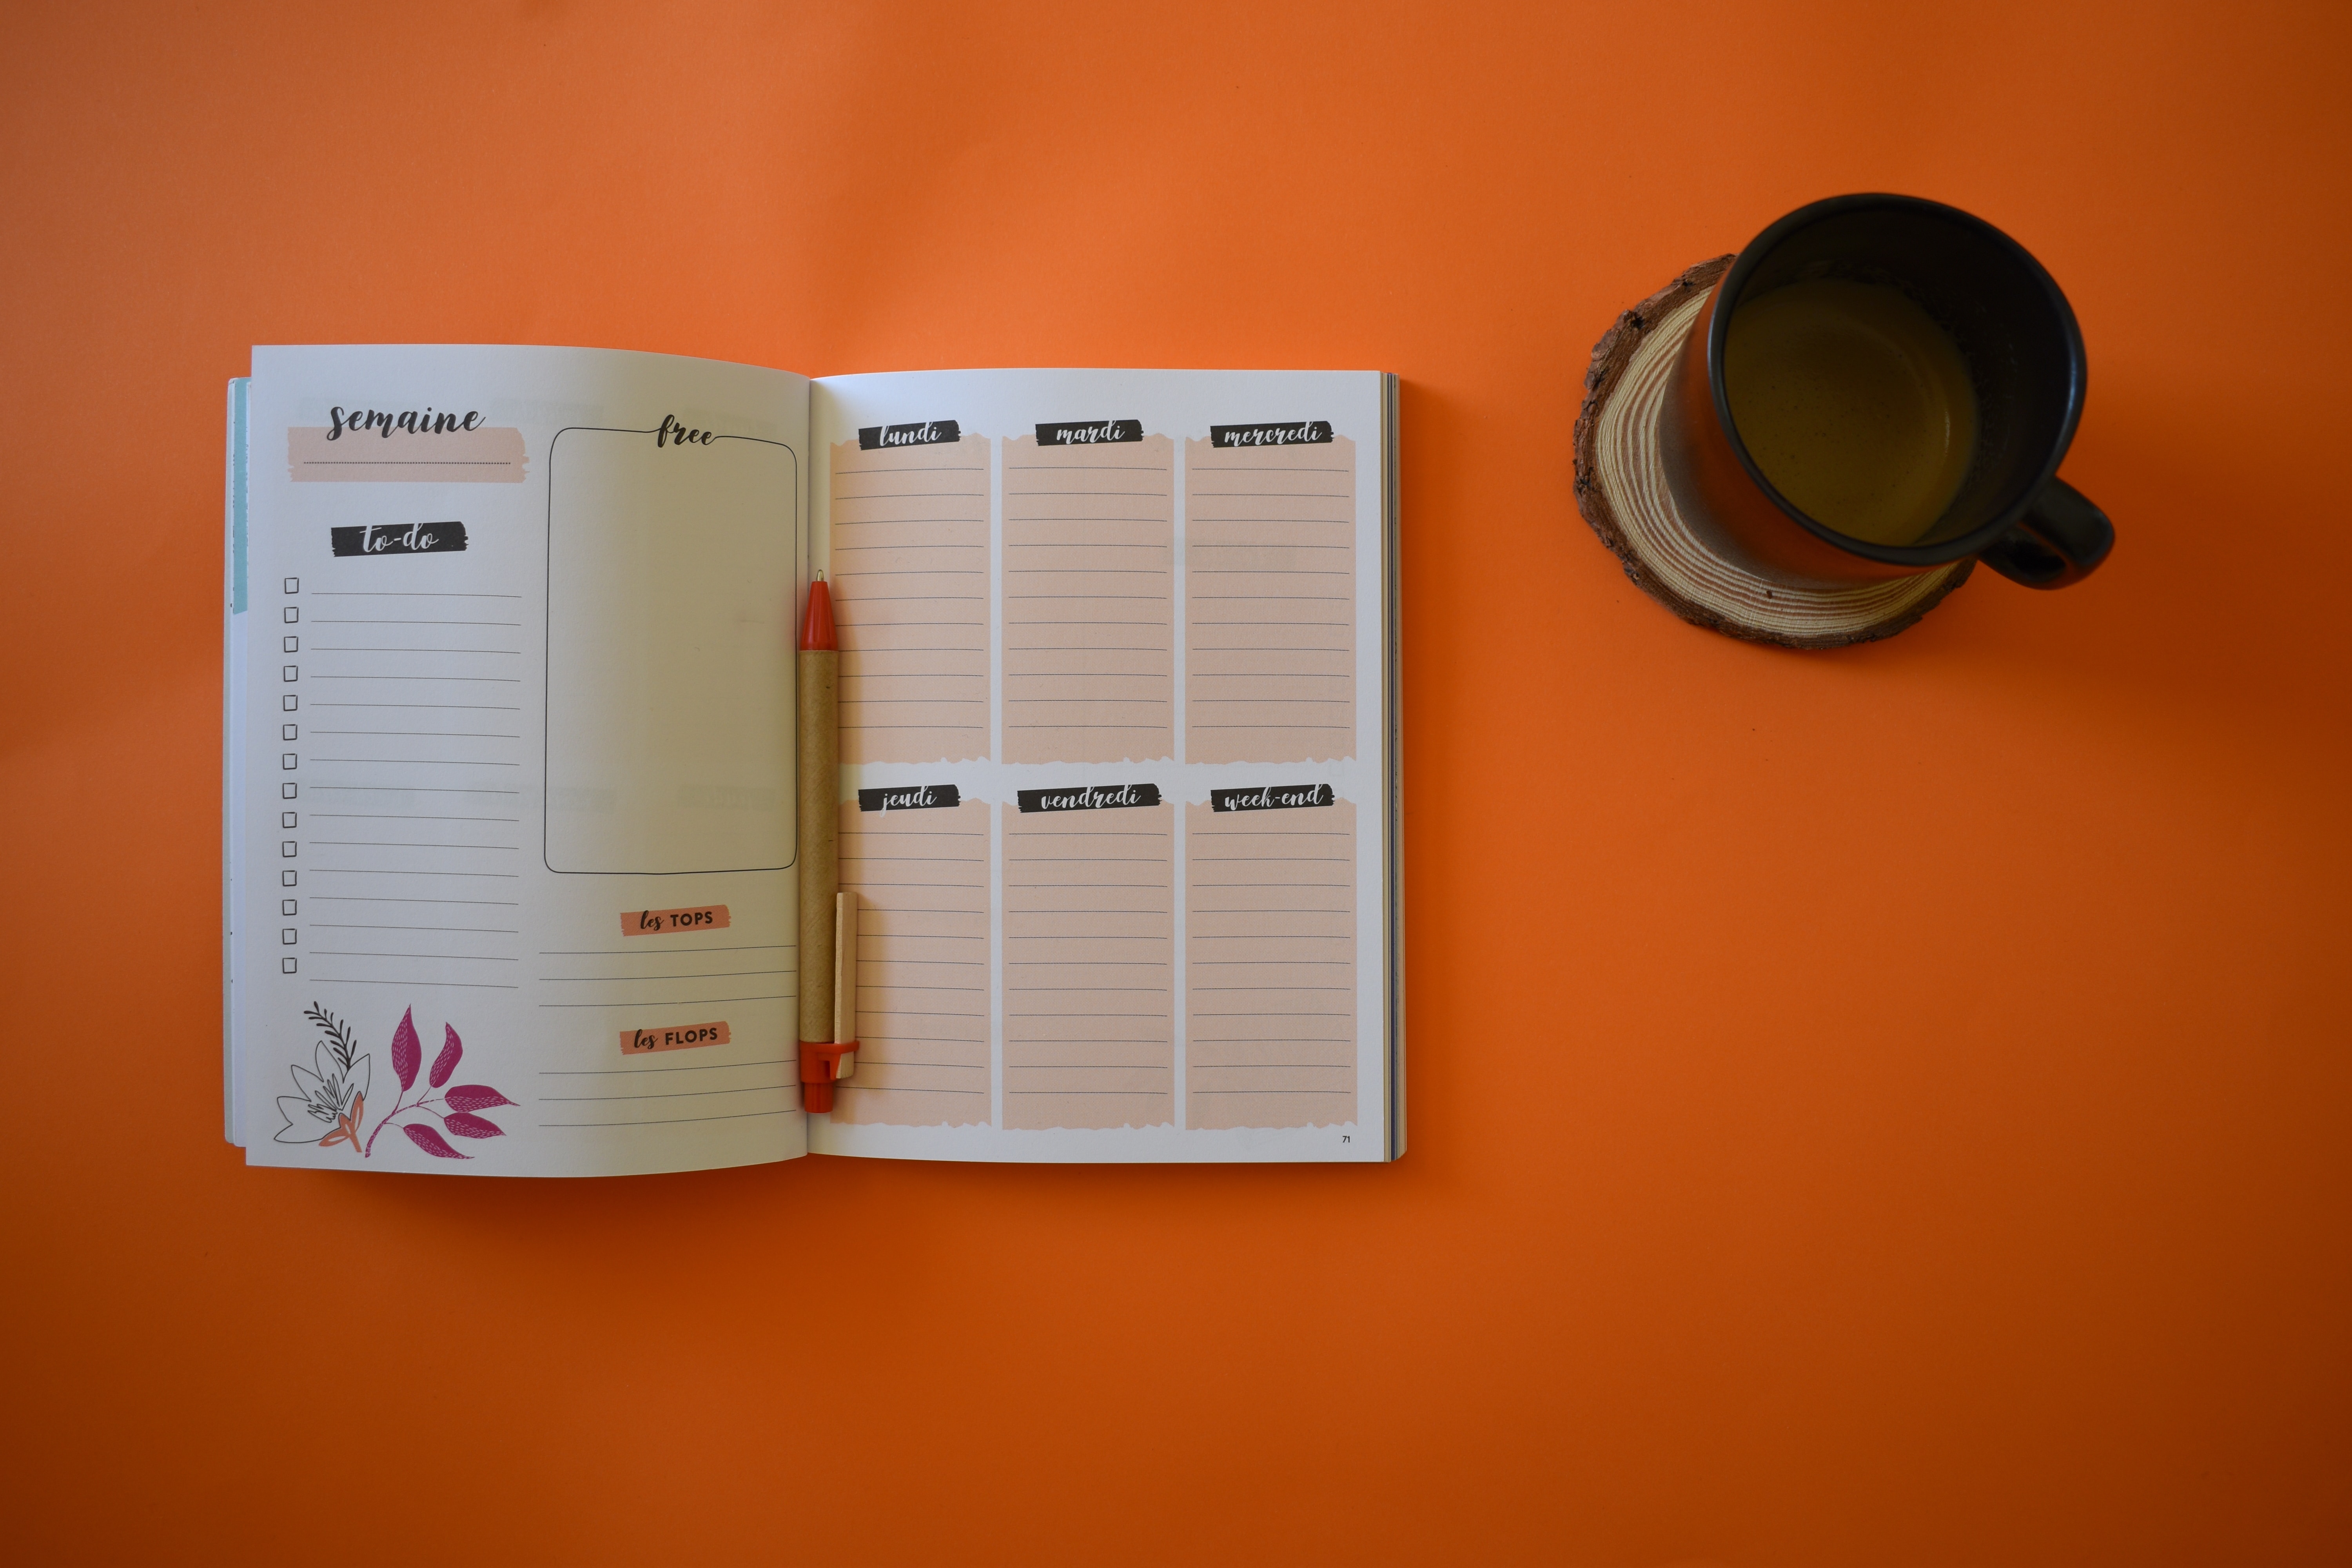 semaine
to-do
free
les TOPS
les FLOPS
lundi
mardi
mercredi
jeudi
vendredi
week-end
71